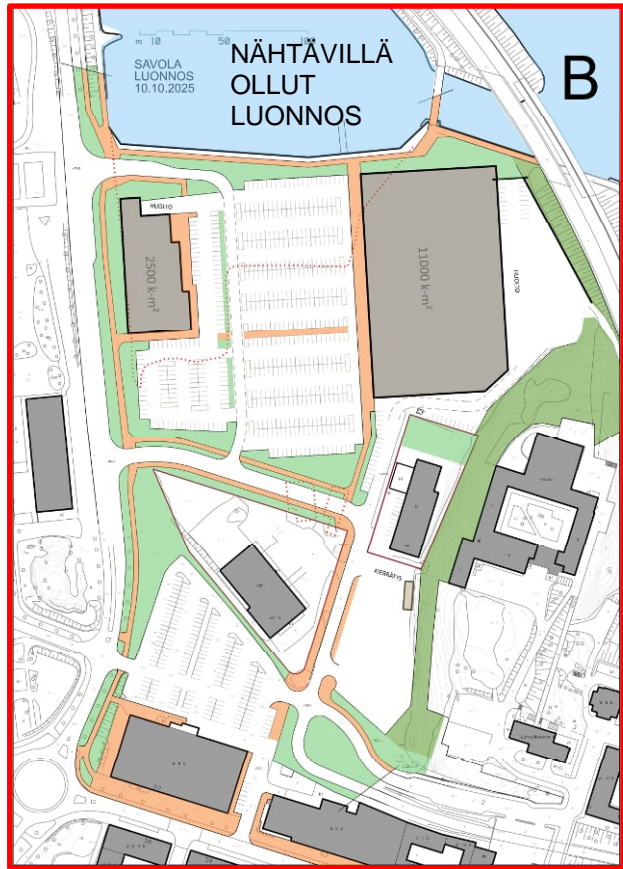 m 10 50 100
SAVOLA
LUONNOS
10.10.2025
NÄHTÄVILLÄ
OLLUT
LUONNOS
B
HUOLTO
2500 k-m²
11000 k-m²
HUOLTO
KIERRÄTYS